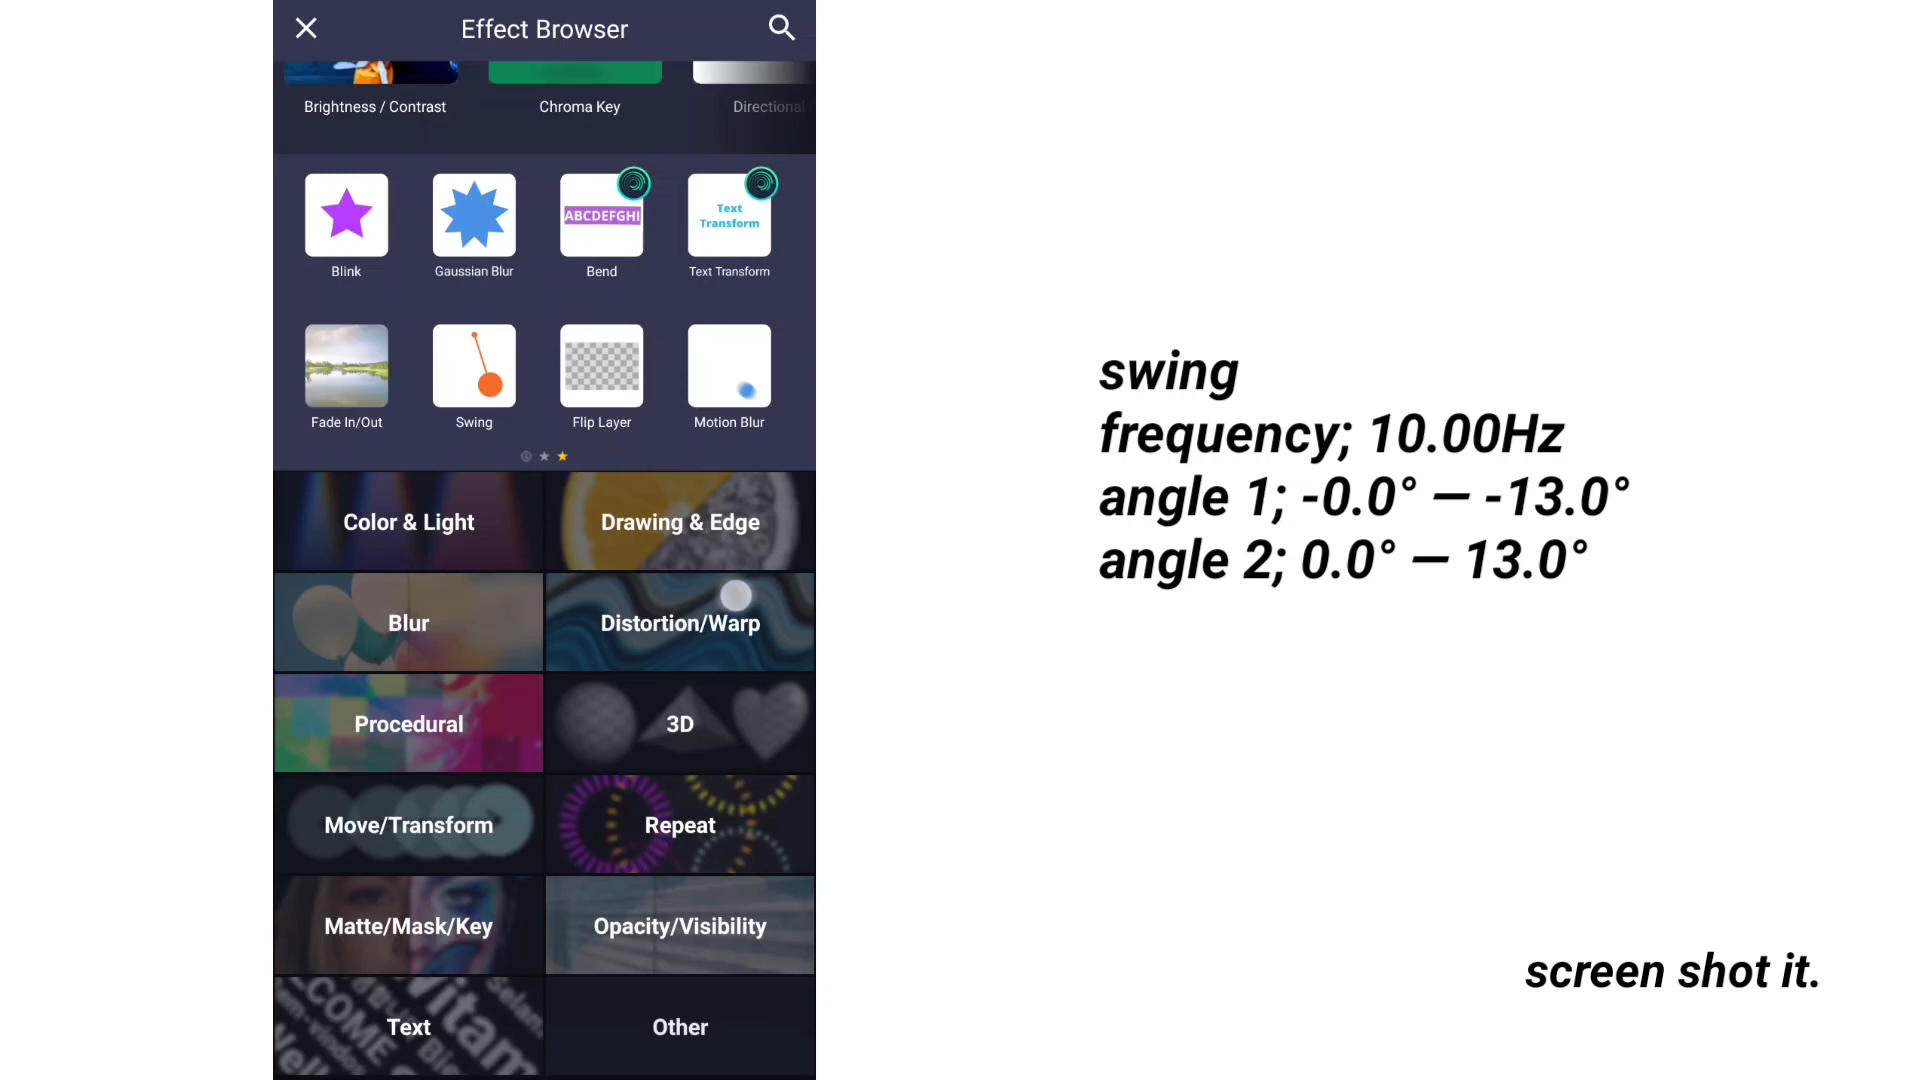 Effect Browser
Brightness / Contrast
Chroma Key
Directional
ABCDEFGHI
Text
Transform
Blink
Gaussian Blur
Bend
Text Transform
Fade In/Out
Swing
Flip Layer
Motion Blur
Color & Light
Drawing & Edge
Blur
Distortion/Warp
Procedural
3D
Move/Transform
Repeat
Matte/Mask/Key
Opacity/Visibility
Text
Other
swing
frequency; 10.00Hz
angle 1; -0.0° — -13.0°
angle 2; 0.0° — 13.0°
screen shot it.